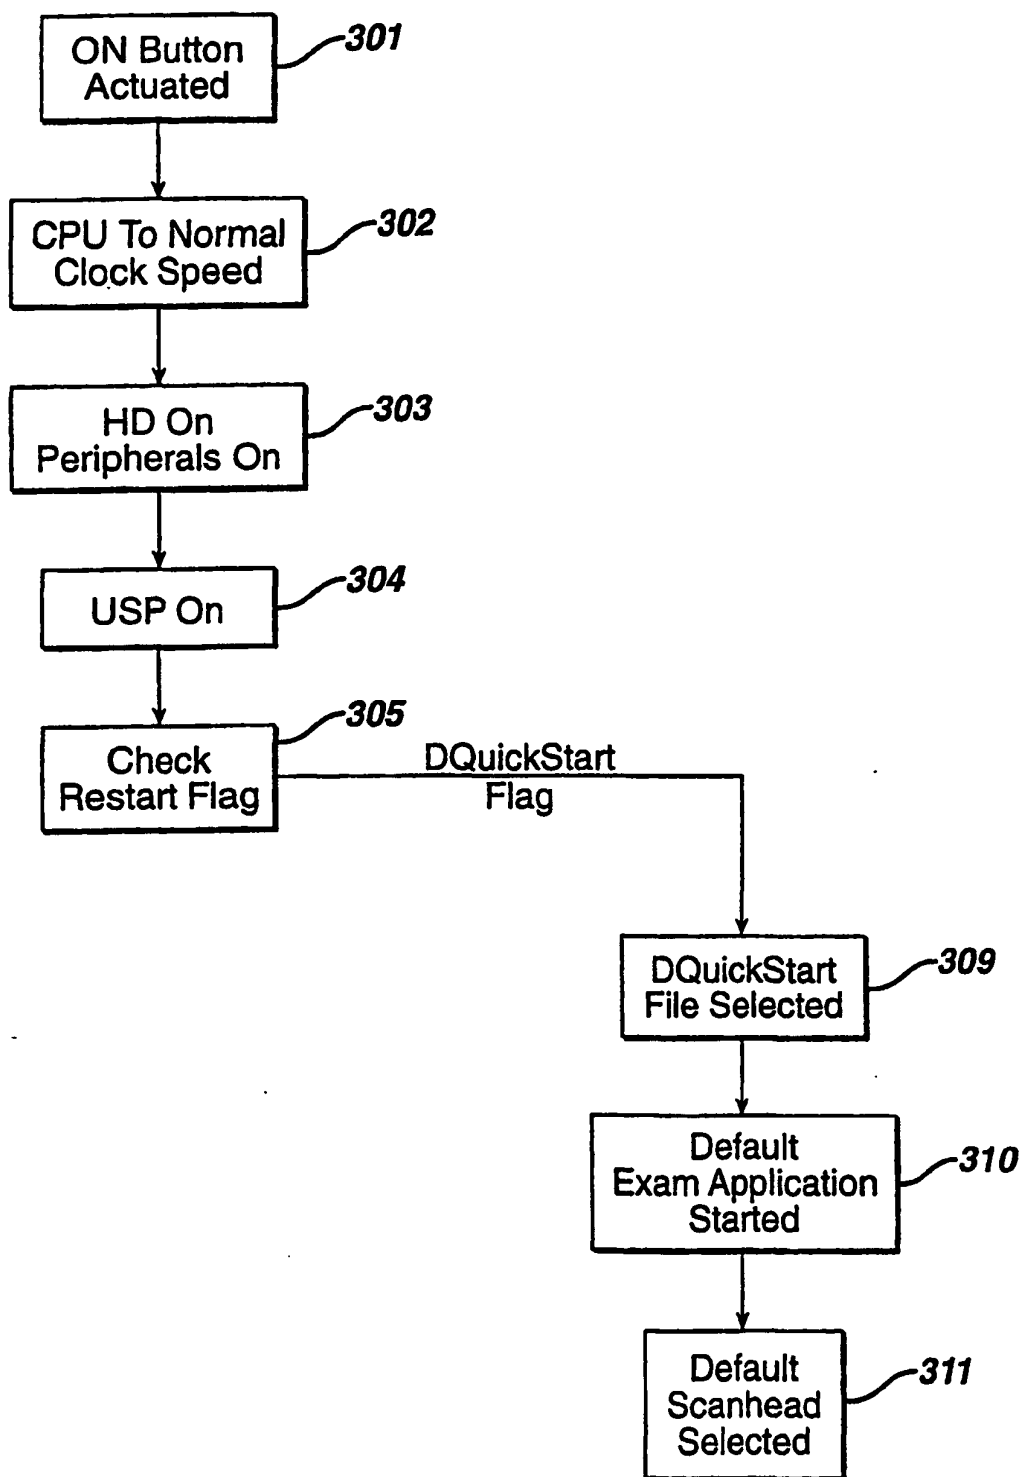 ON Button
Actuated
301
CPU To Normal
Clock Speed
302
HD On
Peripherals On
303
USP On
304
Check
Restart Flag
305
DQuickStart
Flag
DQuickStart
File Selected
309
Default
Exam Application
Started
310
Default
Scanhead
Selected
311